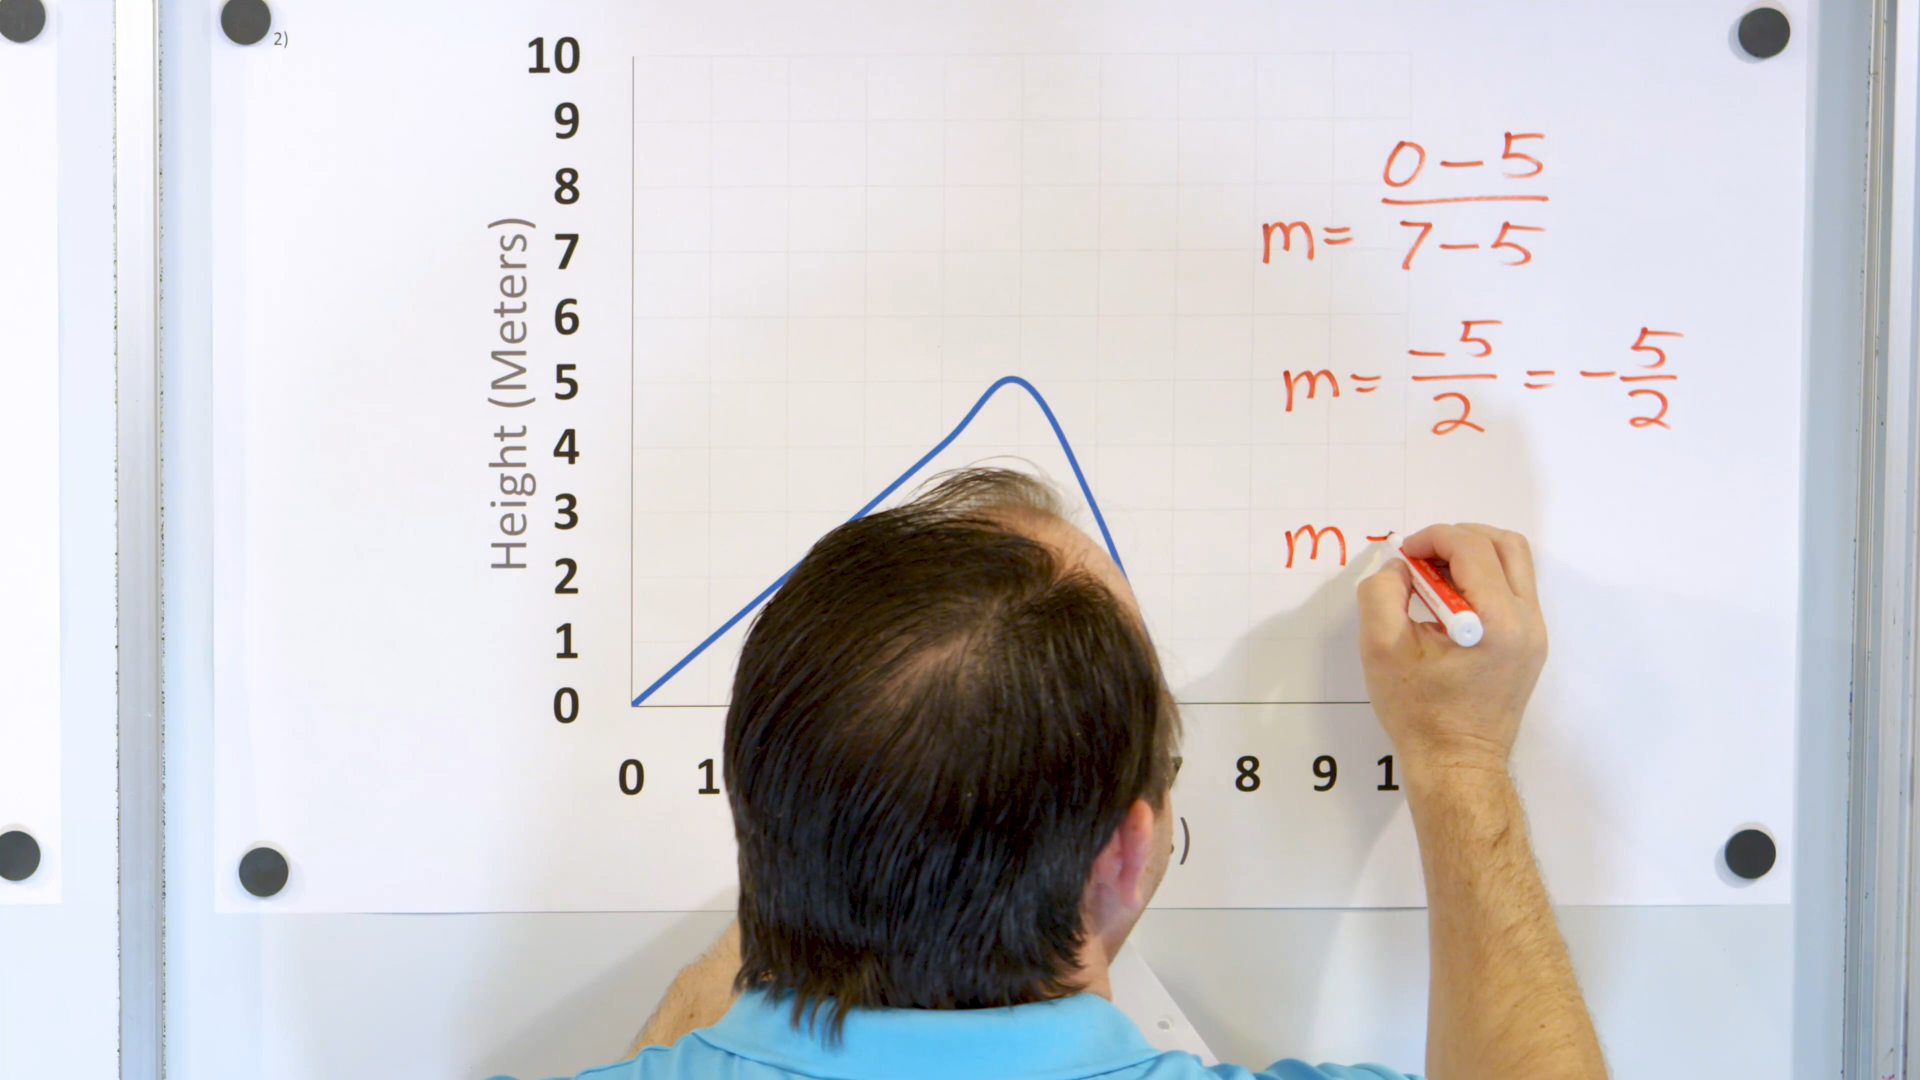 2)
10
9
8
7
6
5
4
3
2
1
0
Height (Meters)
0 1 8 9 1
)
0 - 5
m = 7 - 5
- 5 5
m = = -
2 2
m -